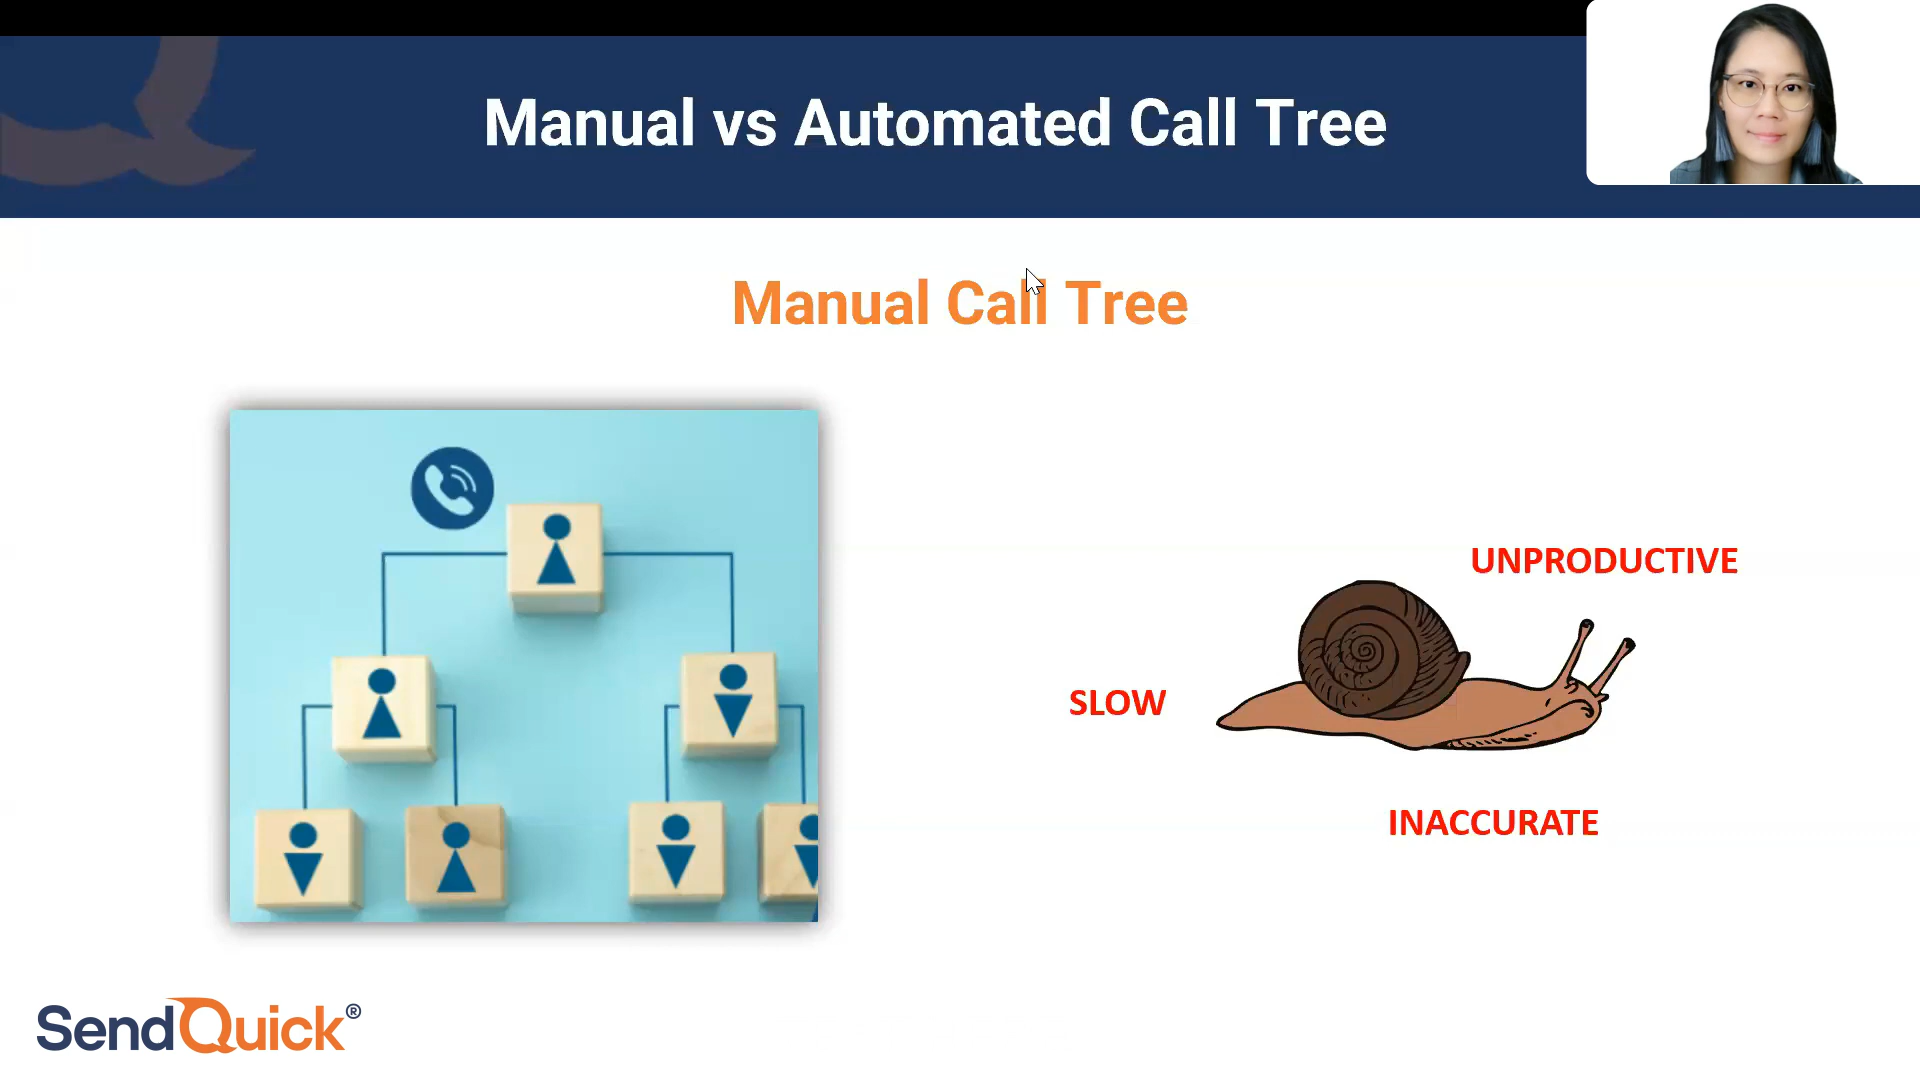 Manual vs Automated Call Tree
Manual Call Tree
UNPRODUCTIVE
SLOW
INACCURATE
SendQuick®